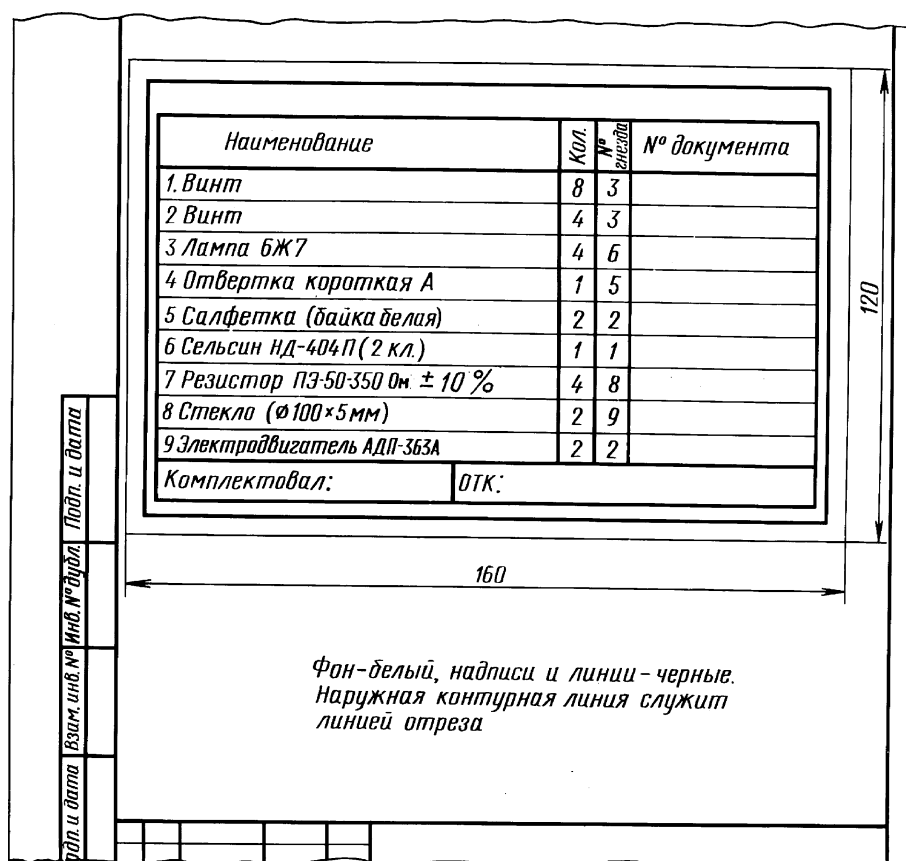 Наименование Кол. № гнезда № документа
1. Винт 8 3
2 Винт 4 3
3 Лампа 6Ж7 4 6
4 Отвертка короткая А 1 5
5 Салфетка (байка белая) 2 2
6 Сельсин НД-404П (2 кл.) 1 1
7 Резистор ПЭ-50-350 Ом ± 10 % 4 8
8 Стекло (ø100×5 мм) 2 9
9 Электродвигатель АДП-363А 2 2
Комплектовал: ОТК:
120
160
Фон-белый, надписи и линии-черные.
Наружная контурная линия служит
линией отреза
Подп. и дата
Инв. № дубл.
Взам. инв. №
одп. и дата